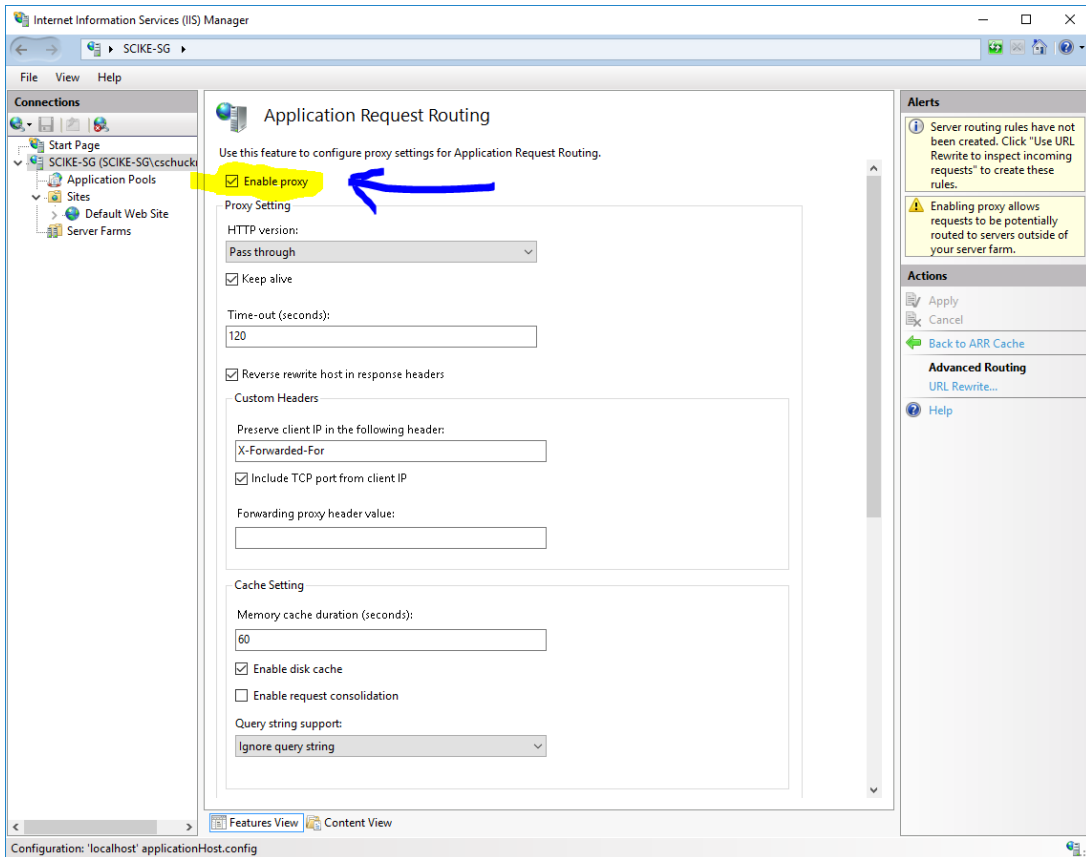 Internet Information Services (IIS) Manager
SCIKE-SG
File View Help
Connections
Start Page
SCIKE-SG (SCIKE-SG\cschuckr
Application Pools
Sites
Default Web Site
Server Farms
Application Request Routing
Use this feature to configure proxy settings for Application Request Routing.
Enable proxy
Proxy Setting
HTTP version:
Pass through
Keep alive
Time-out (seconds):
120
Reverse rewrite host in response headers
Custom Headers
Preserve client IP in the following header:
X-Forwarded-For
Include TCP port from client IP
Forwarding proxy header value:
Cache Setting
Memory cache duration (seconds):
60
Enable disk cache
Enable request consolidation
Query string support:
Ignore query string
Features View Content View
Alerts
Server routing rules have not
been created. Click "Use URL
Rewrite to inspect incoming
requests" to create these
rules.
Enabling proxy allows
requests to be potentially
routed to servers outside of
your server farm.
Actions
Apply
Cancel
Back to ARR Cache
Advanced Routing
URL Rewrite...
Help
Configuration: 'localhost' applicationHost.config